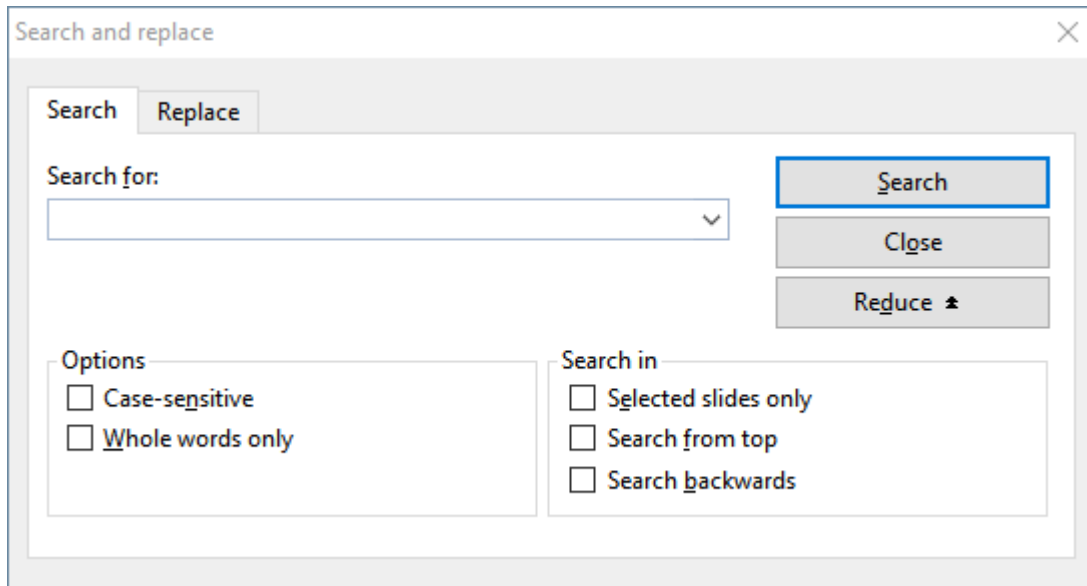 Search and replace
Search Replace
Search for:
Search
Close
Reduce
Options
Case-sensitive
Whole words only
Search in
Selected slides only
Search from top
Search backwards